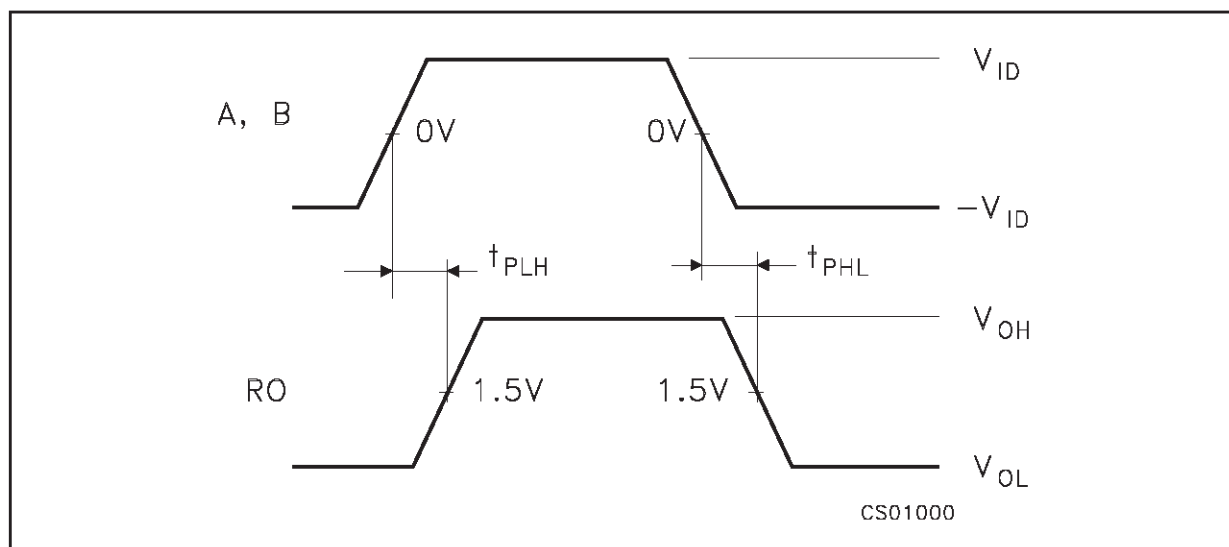 V_ID
A, B
0V 0V
-V_ID
t_PLH t_PHL
V_OH
RO 1.5V 1.5V
V_OL
CS01000